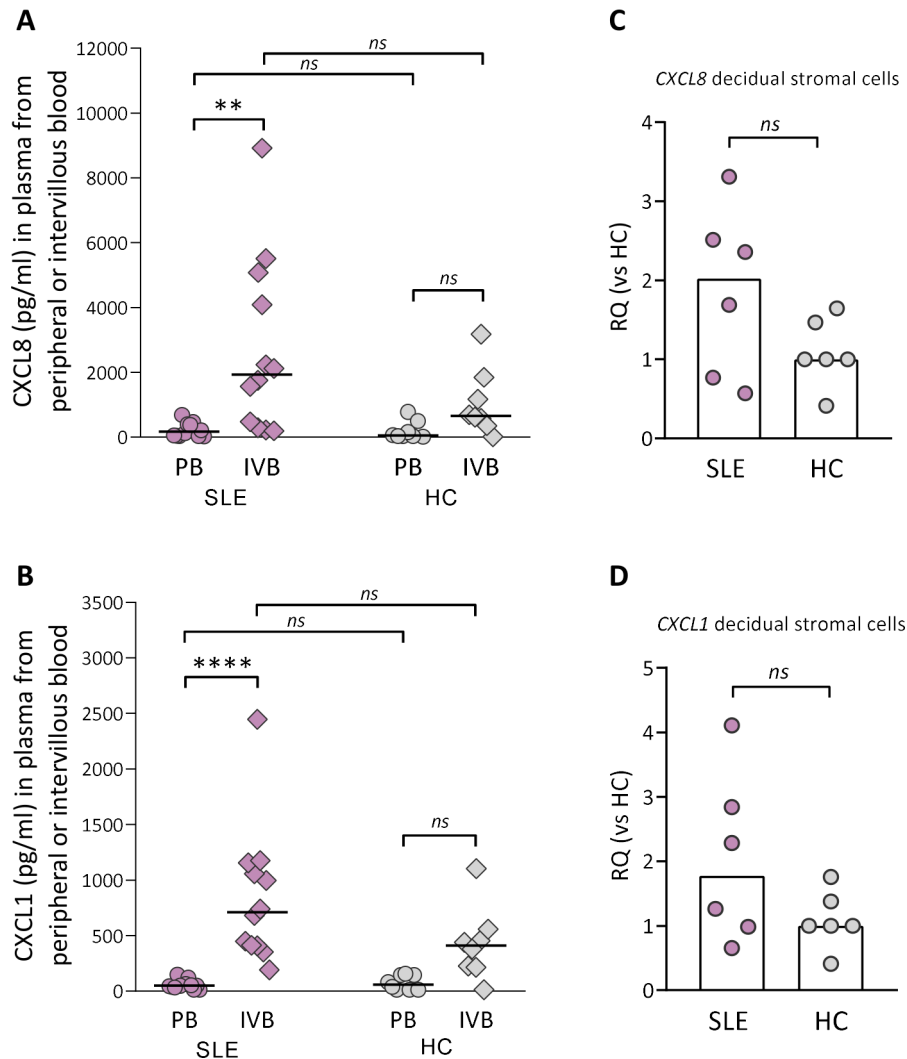 A
CXCL8 (pg/ml) in plasma from
peripheral or intervillous blood
12000
10000
8000
6000
4000
2000
0
ns
ns
**
ns
PB
IVB
PB
IVB
SLE
HC
C
CXCL8 decidual stromal cells
RQ (vs HC)
4
3
2
1
0
ns
SLE
HC
B
CXCL1 (pg/ml) in plasma from
peripheral or intervillous blood
3500
3000
2500
2000
1500
1000
500
0
ns
ns
****
ns
PB
IVB
PB
IVB
SLE
HC
D
CXCL1 decidual stromal cells
RQ (vs HC)
5
4
3
2
1
0
ns
SLE
HC